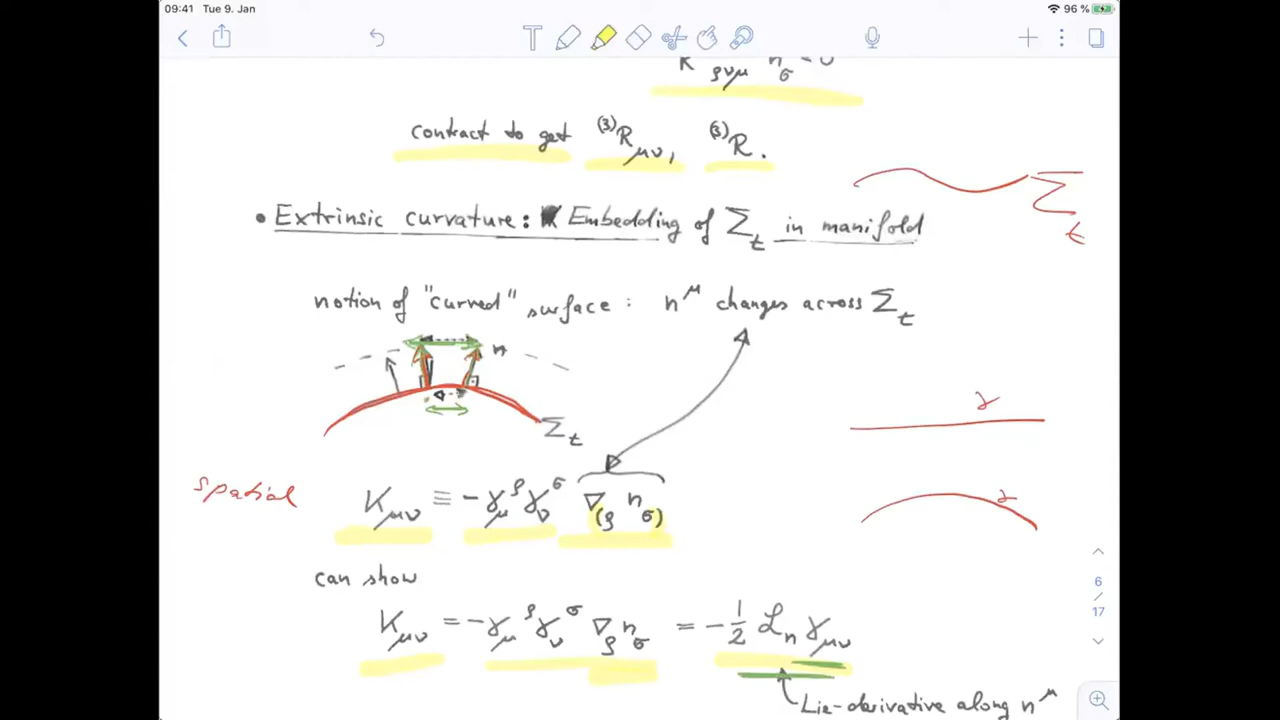 09:41 Tue 9. Jan 96 %
R ρνμ n σ = 0
contract to get ⁽³⁾R_μν, ⁽³⁾R.
• Extrinsic curvature: Embedding of Σ_t in manifold
Σ_t
notion of "curved" surface: n^μ changes across Σ_t
n
Σ_t
γ
spatial
K_μν ≡ -γ_μ^ρ γ_ν^σ ∇_(ρ n_σ)
γ
can show
6
/
17
K_μν = -γ_μ^ρ γ_ν^σ ∇_ρ n_σ = -1/2 ℒ_n γ_μν
Lie-derivative along n^μ